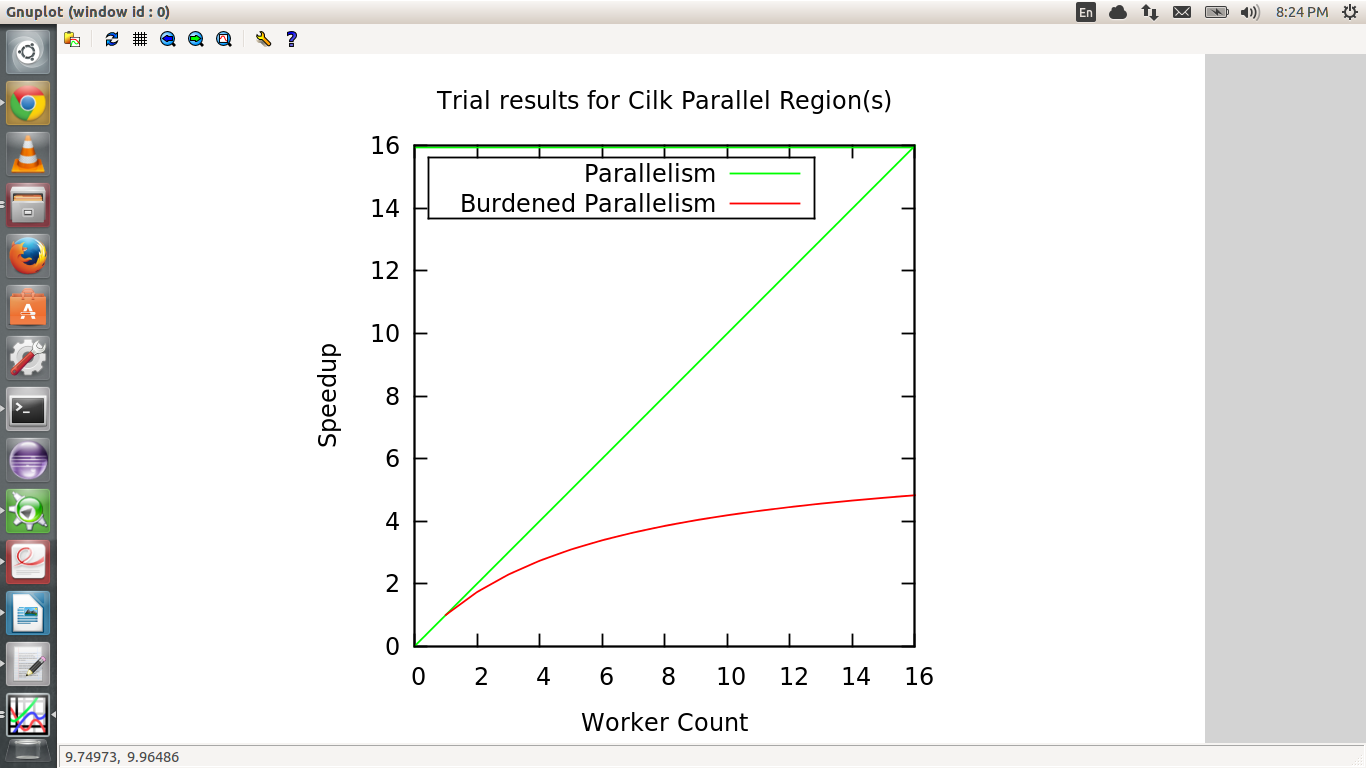 Gnuplot (window id : 0)
En
8:24 PM
Trial results for Cilk Parallel Region(s)
16
14
12
10
8
6
4
2
0
Parallelism
Burdened Parallelism
Speedup
0 2 4 6 8 10 12 14 16
Worker Count
9.74973, 9.96486